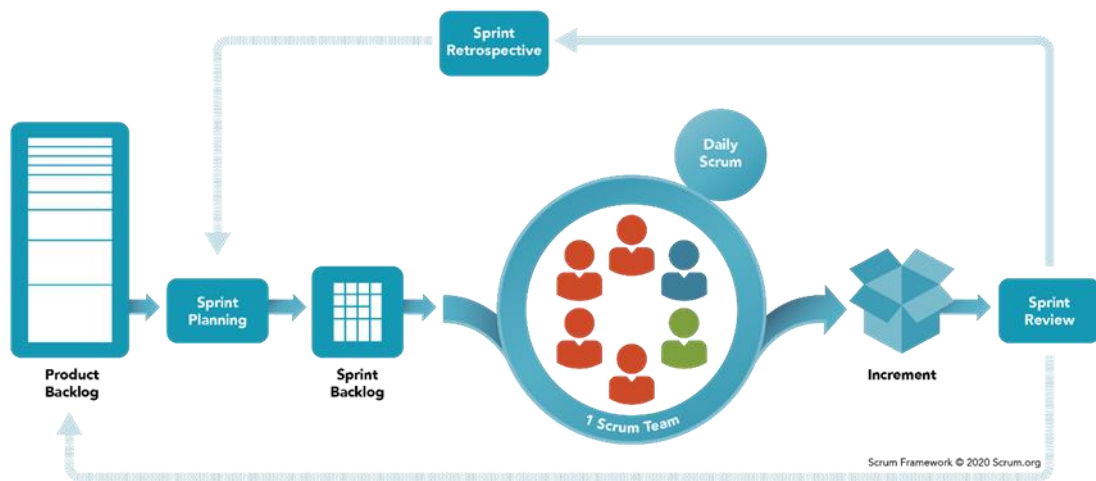 Sprint
Retrospective
Daily
Scrum
Sprint
Planning
Sprint
Review
Product
Backlog
Sprint
Backlog
Increment
1 Scrum Team
Scrum Framework © 2020 Scrum.org